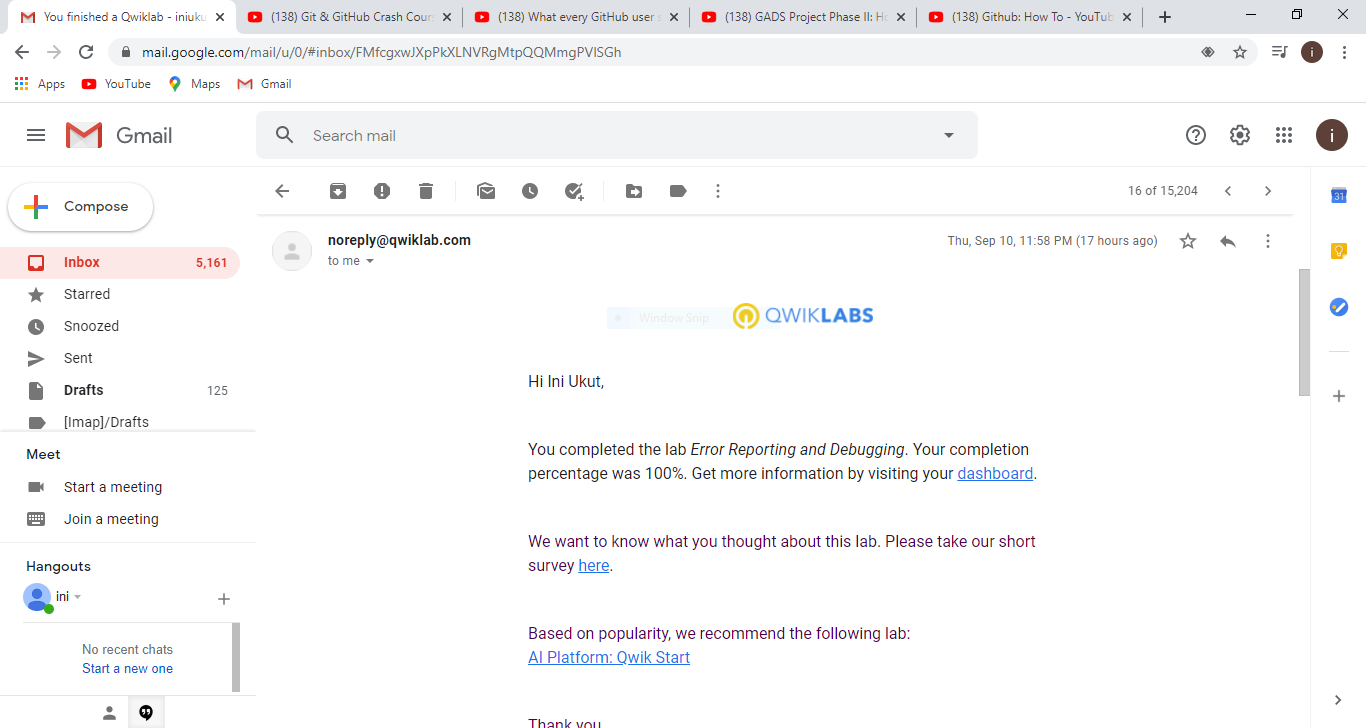 You finished a Qwiklab - iniuku
(138) Git & GitHub Crash Cour
(138) What every GitHub user s
(138) GADS Project Phase II: Ho
(138) Github: How To - YouTub
mail.google.com/mail/u/0/#inbox/FMfcgxwJXpPkXLNVRgMtpQQMmgPVlSGh
i
Apps
YouTube
Maps
Gmail
Gmail
Search mail
i
Compose
16 of 15,204
31
Inbox 5,161
Starred
Snoozed
Sent
Drafts 125
[Imap]/Drafts
Meet
Start a meeting
Join a meeting
Hangouts
ini
No recent chats
Start a new one
noreply@qwiklab.com
Thu, Sep 10, 11:58 PM (17 hours ago)
to me
Window Snip
QWIKLABS
Hi Ini Ukut,
You completed the lab Error Reporting and Debugging. Your completion
percentage was 100%. Get more information by visiting your dashboard.
We want to know what you thought about this lab. Please take our short
survey here.
Based on popularity, we recommend the following lab:
AI Platform: Qwik Start
Thank you